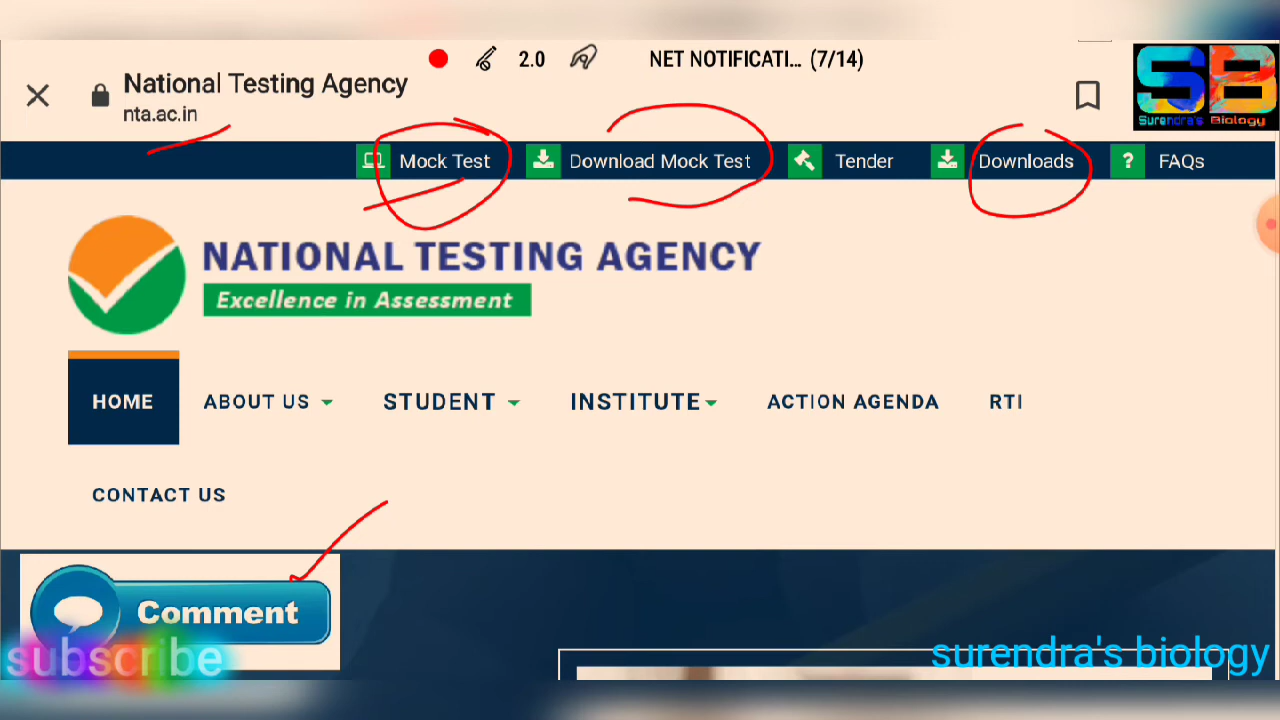 2.0 NET NOTIFICATI... (7/14)
National Testing Agency
nta.ac.in
SB
Surendra's Biology
Mock Test Download Mock Test Tender Downloads ? FAQs
NATIONAL TESTING AGENCY
Excellence in Assessment
HOME ABOUT US STUDENT INSTITUTE ACTION AGENDA RTI
CONTACT US
Comment
subscribe
surendra's biology